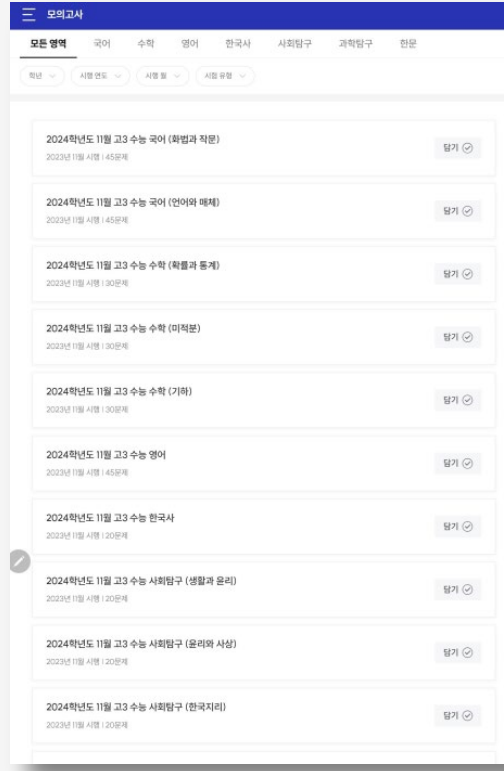 모의고사
모든 영역 국어 수학 영어 한국사 사회탐구 과학탐구 한문
학년 시행 연도 시행 월 시험 유형
2024학년도 11월 고3 수능 국어 (화법과 작문)
2023년 11월 시행 | 45문제
담기
2024학년도 11월 고3 수능 국어 (언어와 매체)
2023년 11월 시행 | 45문제
담기
2024학년도 11월 고3 수능 수학 (확률과 통계)
2023년 11월 시행 | 30문제
담기
2024학년도 11월 고3 수능 수학 (미적분)
2023년 11월 시행 | 30문제
담기
2024학년도 11월 고3 수능 수학 (기하)
2023년 11월 시행 | 30문제
담기
2024학년도 11월 고3 수능 영어
2023년 11월 시행 | 45문제
담기
2024학년도 11월 고3 수능 한국사
2023년 11월 시행 | 20문제
담기
2024학년도 11월 고3 수능 사회탐구 (생활과 윤리)
2023년 11월 시행 | 20문제
담기
2024학년도 11월 고3 수능 사회탐구 (윤리와 사상)
2023년 11월 시행 | 20문제
담기
2024학년도 11월 고3 수능 사회탐구 (한국지리)
2023년 11월 시행 | 20문제
담기